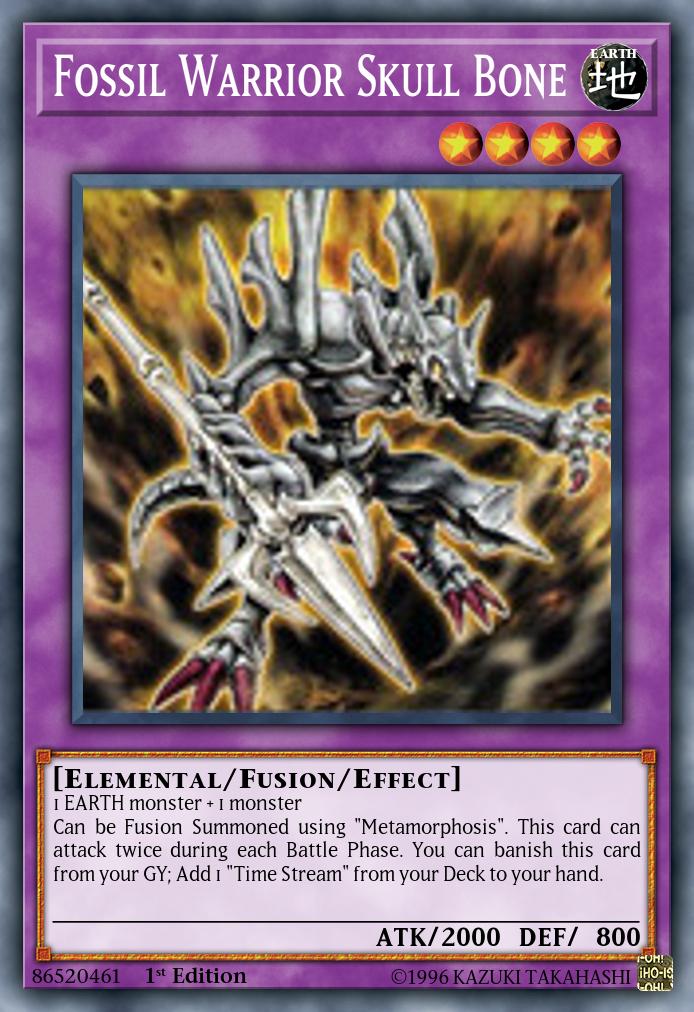 Fossil Warrior Skull Bone
EARTH
地
[Elemental/Fusion/Effect]
1 EARTH monster + 1 monster
Can be Fusion Summoned using "Metamorphosis". This card can
attack twice during each Battle Phase. You can banish this card
from your GY; Add 1 "Time Stream" from your Deck to your hand.
ATK/2000 DEF/ 800
86520461 1st Edition ©1996 KAZUKI TAKAHASHI